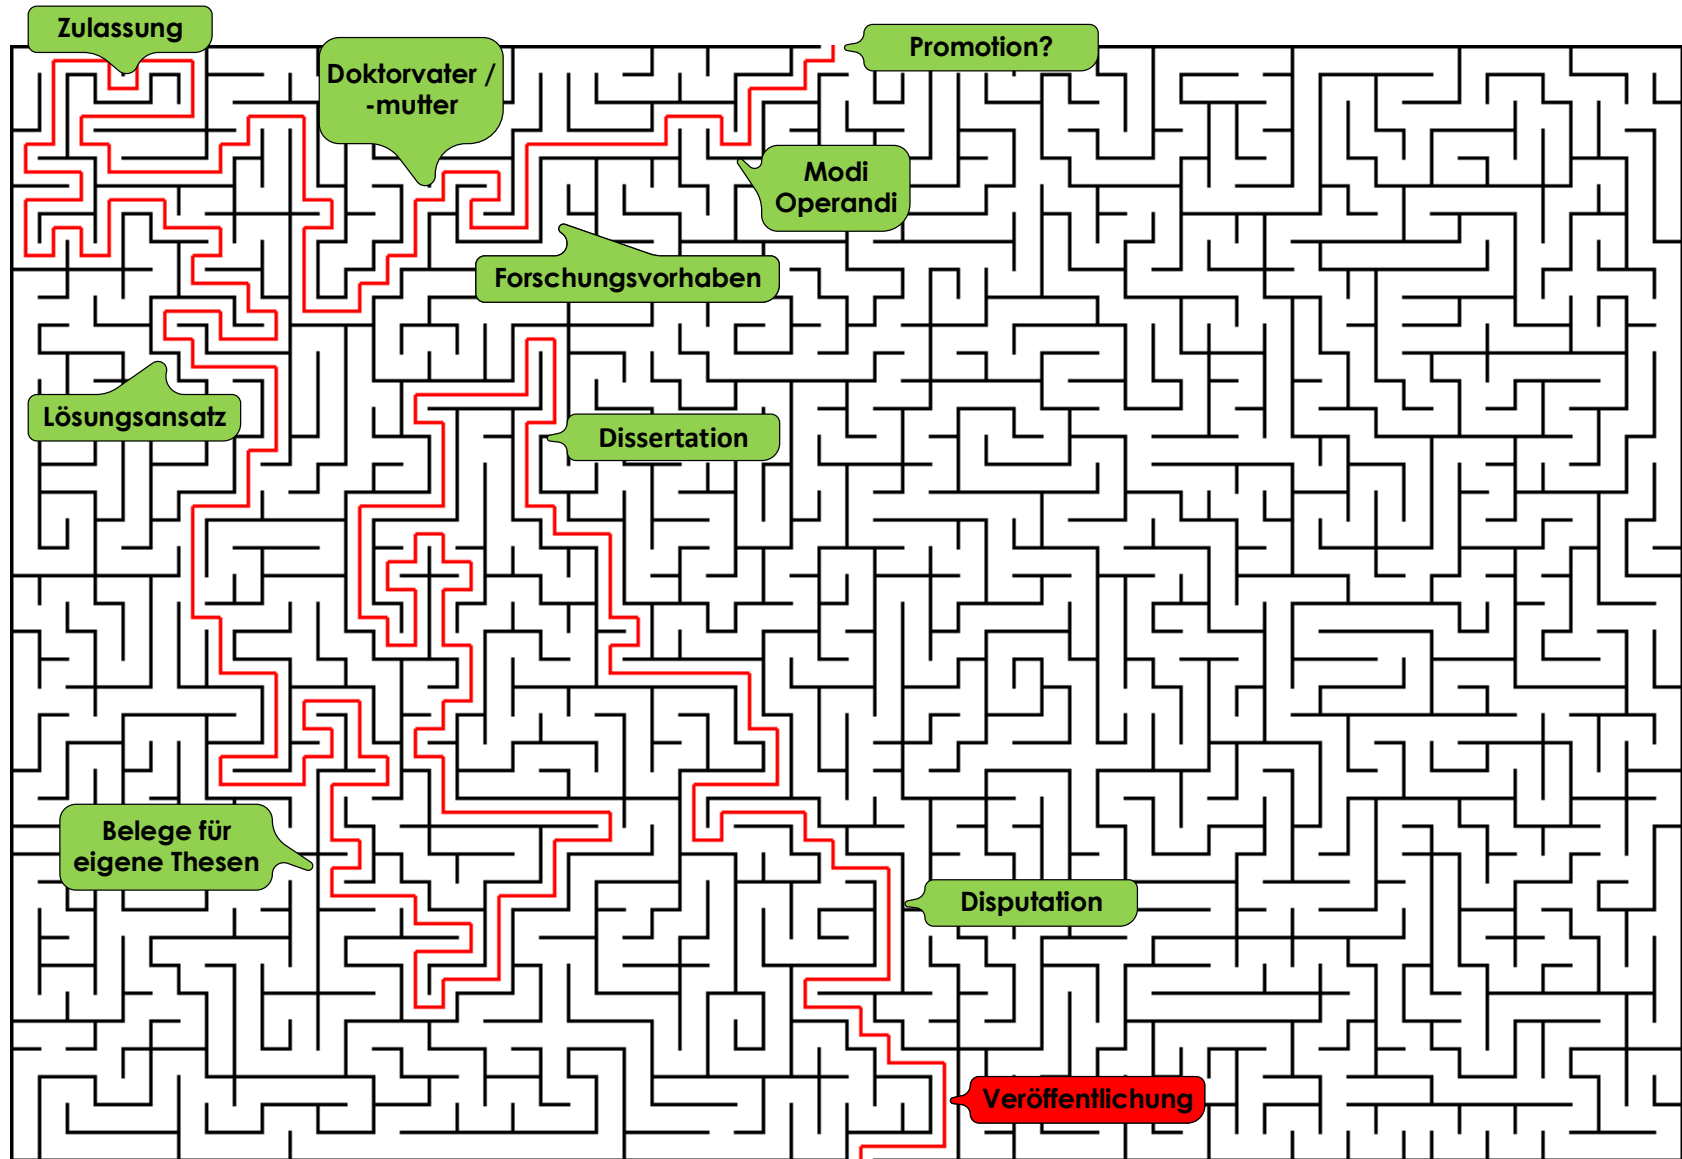 Zulassung
Promotion?
Doktorvater /
-mutter
Modi
Operandi
Forschungsvorhaben
Lösungsansatz
Dissertation
Belege für
eigene Thesen
Disputation
Veröffentlichung